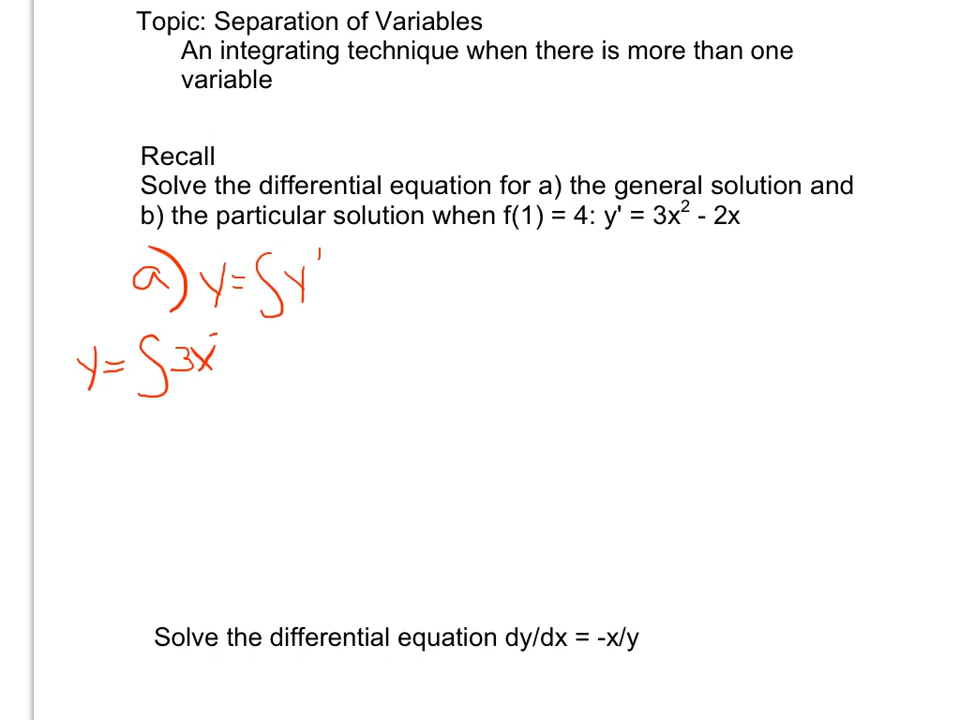 Topic: Separation of Variables
An integrating technique when there is more than one
variable
Recall
Solve the differential equation for a) the general solution and
b) the particular solution when f(1) = 4: y' = 3x² - 2x
a) y=∫y'
y=∫3x
Solve the differential equation dy/dx = -x/y